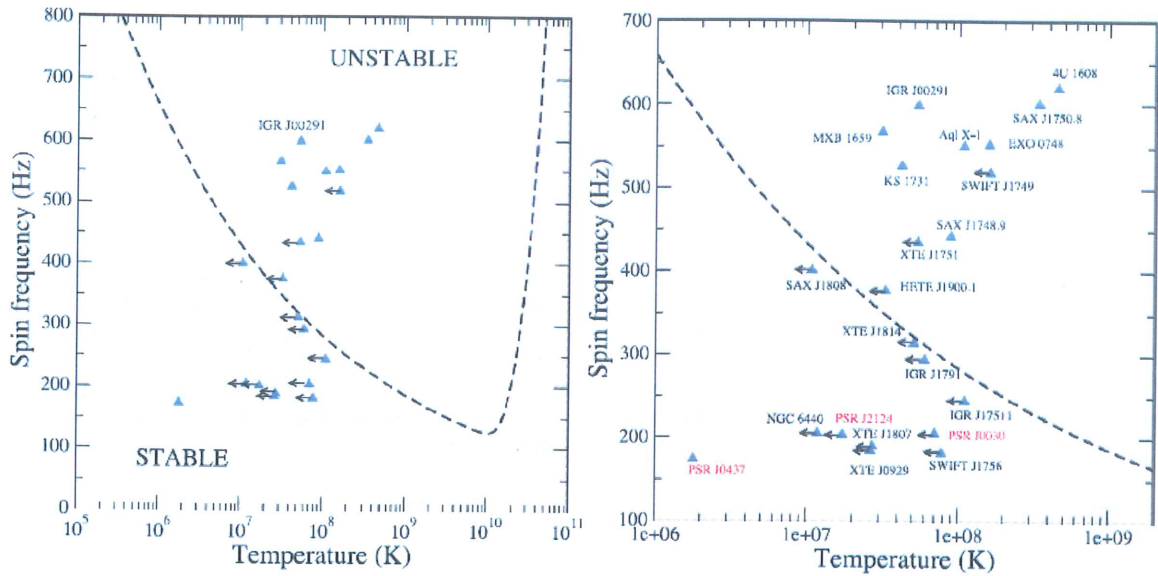 800
700
600
500
400
300
200
100
0
Spin frequency (Hz)
UNSTABLE
IGR J00291
STABLE
10^5
10^6
10^7
10^8
10^9
10^10
10^11
Temperature (K)
700
600
500
400
300
200
100
Spin frequency (Hz)
4U 1608
IGR J00291
SAX J1750.8
MXB 1659
Aql X-1
EXO 0748
KS 1731
SWIFT J1749
SAX J1748.9
XTE J1751
SAX J1808
HETE J1900.1
XTE J1814
IGR J1791
IGR J17511
NGC 6440
PSR J2124
XTE J1807
PSR J0030
PSR J0437
XTE J0929
SWIFT J1756
1e+06
1e+07
1e+08
1e+09
Temperature (K)